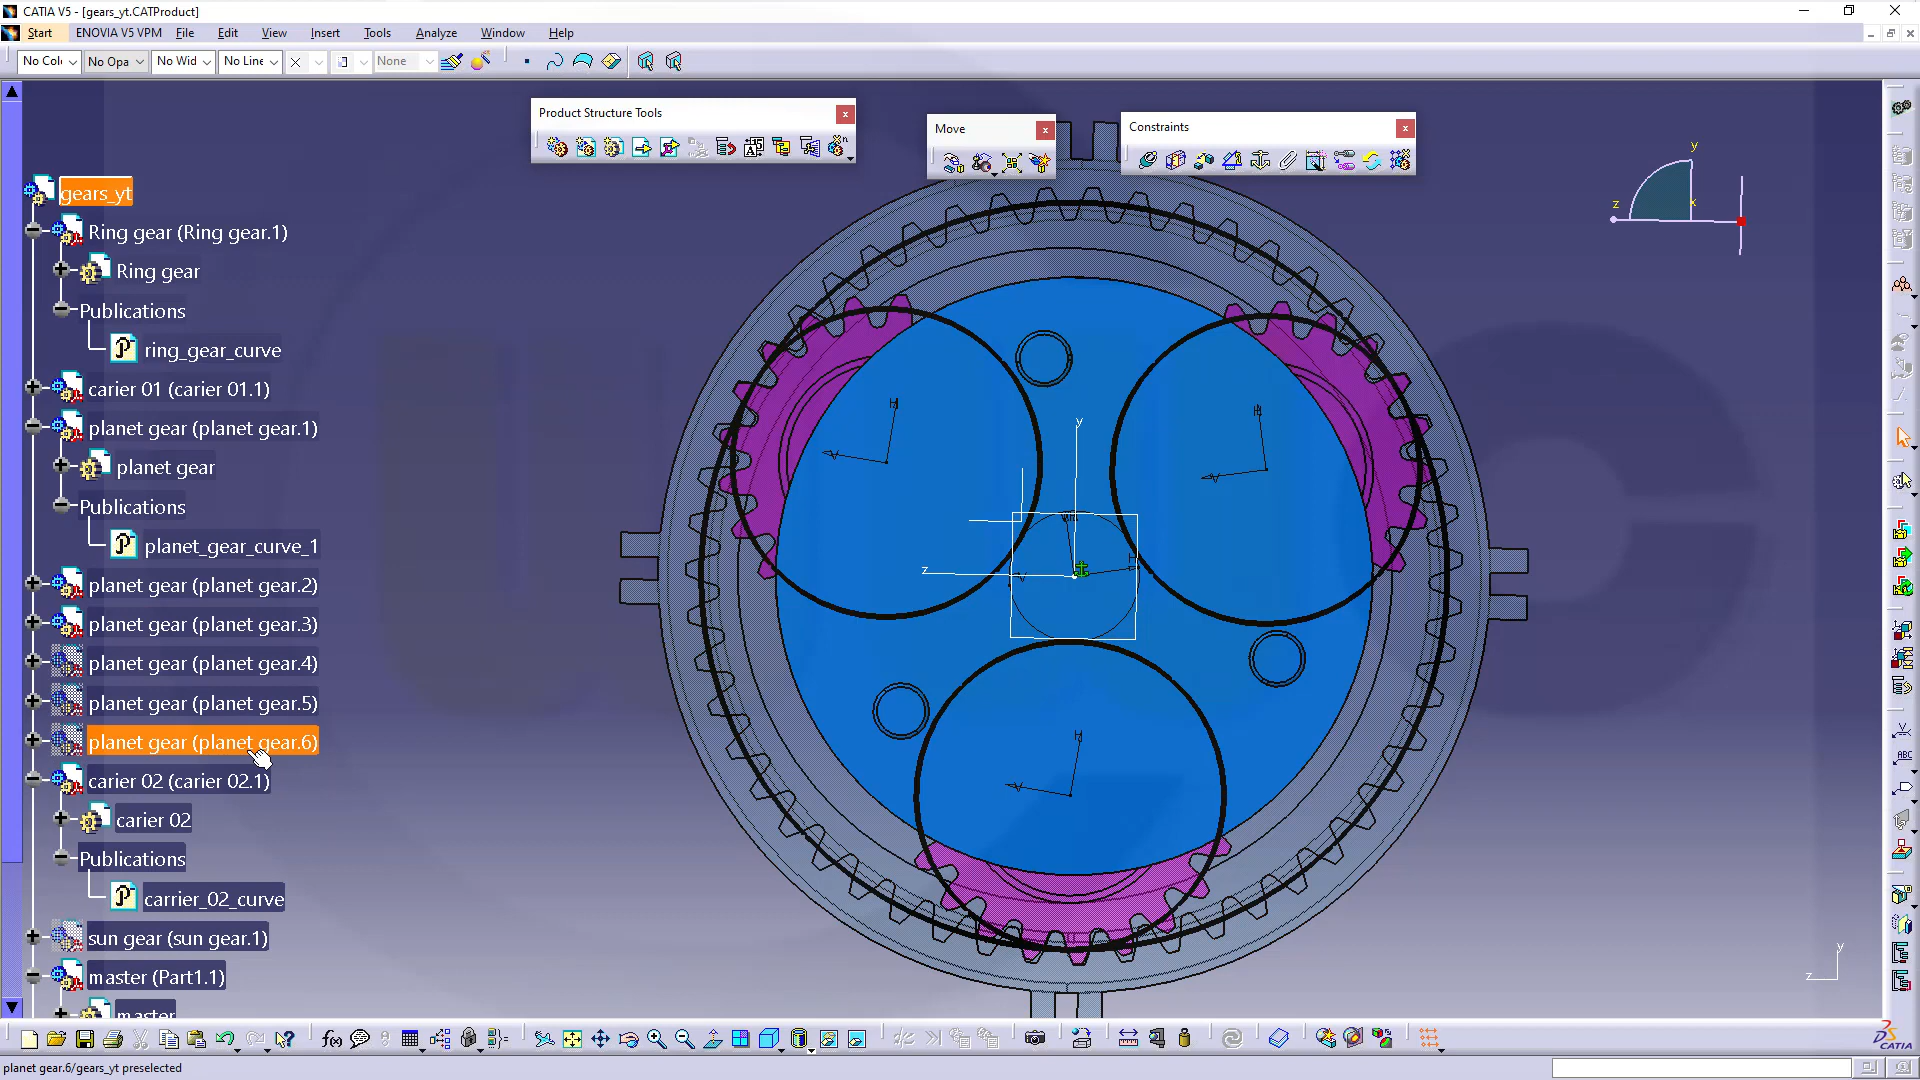 CATIA V5 - [gears_yt.CATProduct]
Start ENOVIA V5 VPM File Edit View Insert Tools Analyze Window Help
No Col No Opa No Wid No Line None
Product Structure Tools
Move
Constraints
gears_yt
Ring gear (Ring gear.1)
Ring gear
Publications
ring_gear_curve
carier 01 (carier 01.1)
planet gear (planet gear.1)
planet gear
Publications
planet_gear_curve_1
planet gear (planet gear.2)
planet gear (planet gear.3)
planet gear (planet gear.4)
planet gear (planet gear.5)
planet gear (planet gear.6)
carier 02 (carier 02.1)
carier 02
Publications
carrier_02_curve
sun gear (sun gear.1)
master (Part1.1)
master
y
z x
H
V
H
V
y
z
H
V
H
V
y
z
ABC
f(x)
CATIA
planet gear.6/gears_yt preselected